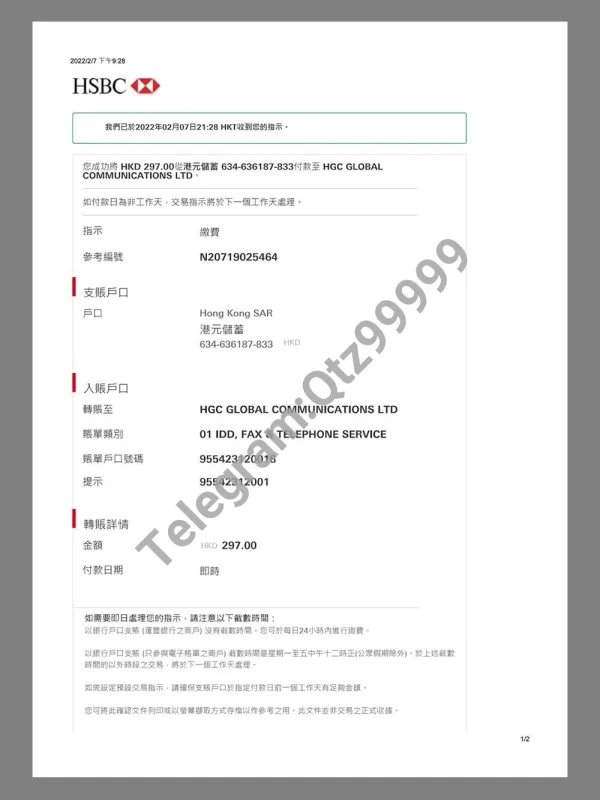 2022/2/7 下午9:28
HSBC
我們已於2022年02月07日21:28 HKT收到您的指示。
您成功將 HKD 297.00從港元儲蓄 634-636187-833付款至 HGC GLOBAL
COMMUNICATIONS LTD。
如付款日為非工作天，交易指示將於下一個工作天處理。
指示 繳費
參考編號 N20719025464
支賬戶口
戶口 Hong Kong SAR
港元儲蓄
634-636187-833 HKD
入賬戶口
轉賬至 HGC GLOBAL COMMUNICATIONS LTD
賬單類別 01 IDD, FAX & TELEPHONE SERVICE
賬單戶口號碼 955423120018
提示 95542312001
轉賬詳情
金額 HKD 297.00
付款日期 即時
如需要即日處理您的指示，請注意以下截數時間：
以銀行戶口支賬 (滙豐銀行之商戶) 沒有截數時間。您可於每日24小時內進行繳費。
以銀行戶口支賬 (只參與電子賬單之商戶) 截數時間是星期一至五中午十二時正(公眾假期除外)。於上述截數
時間的以外時段之交易，將於下一個工作天處理。
如需設定預設交易指示，請確保支賬戶口於指定付款日前一個工作天有足夠金額。
您可將此確認文件列印或以螢幕擷取方式存檔以作參考之用。此文件並非交易之正式收據。
1/2
Telegram:Qtz99999